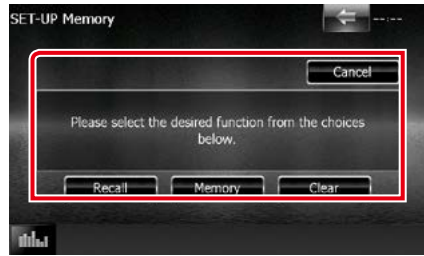 SET-UP Memory --:--
Cancel
Please select the desired function from the choices
below.
Recall Memory Clear